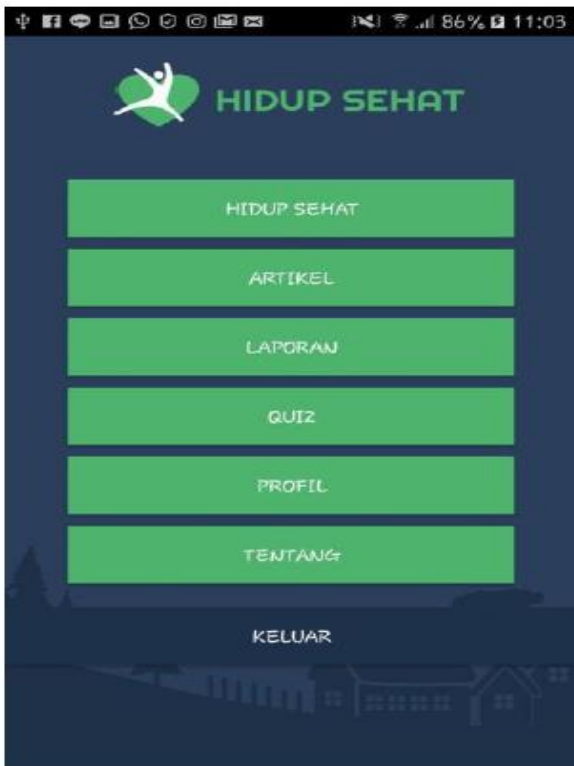 86% 11:03
HIDUP SEHAT
HIDUP SEHAT
ARTIKEL
LAPORAN
QUIZ
PROFIL
TENTANG
KELUAR